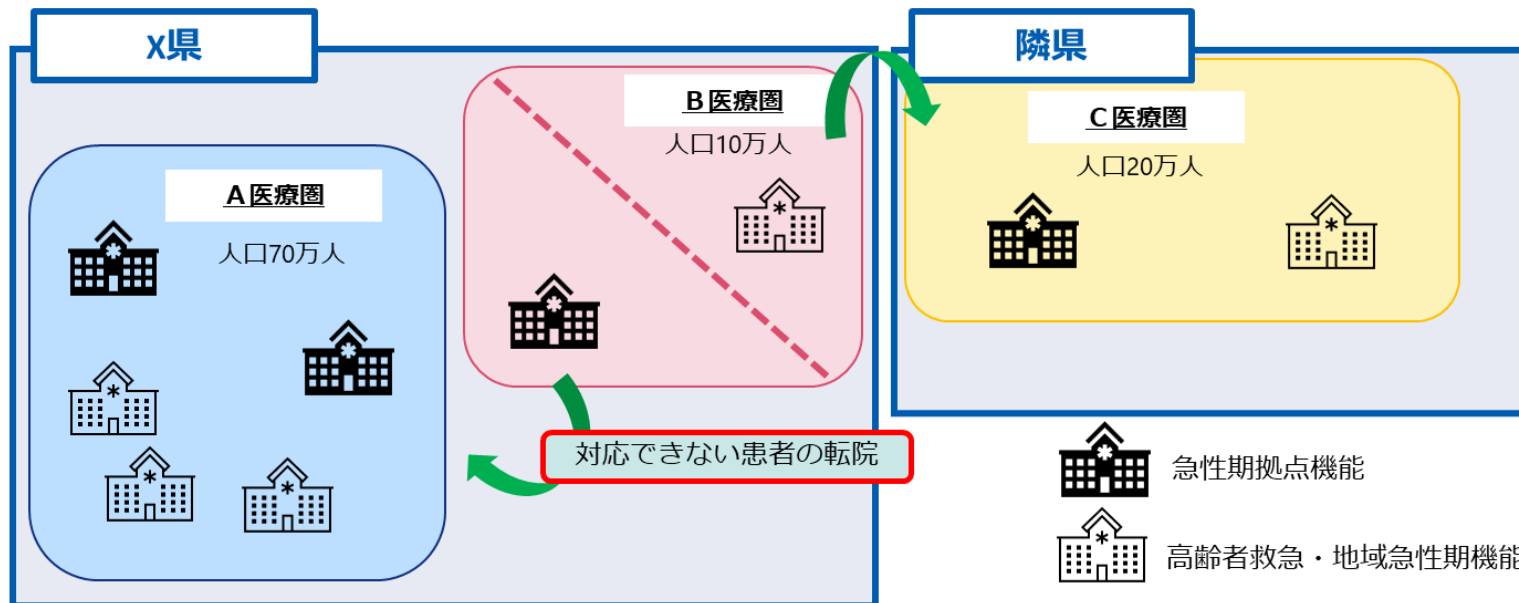 X県
隣県
B医療圏
人口10万人
C医療圏
人口20万人
A医療圏
人口70万人
対応できない患者の転院
急性期拠点機能
高齢者救急・地域急性期機能